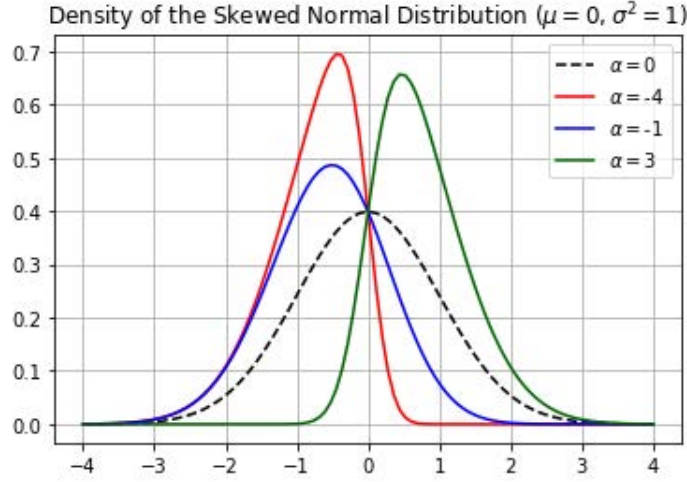 Density of the Skewed Normal Distribution (μ = 0, σ² = 1)
0.7
0.6
0.5
0.4
0.3
0.2
0.1
0.0
α = 0
α = -4
α = -1
α = 3
−4 −3 −2 −1 0 1 2 3 4